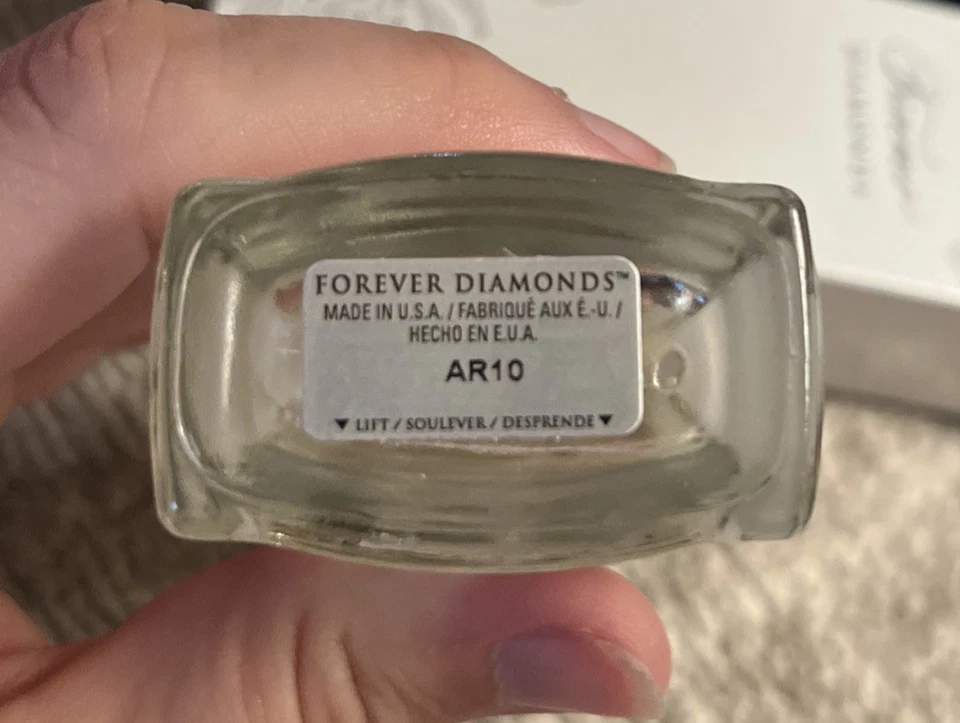 FOREVER DIAMONDS™
MADE IN U.S.A. / FABRIQUÉ AUX É.-U. /
HECHO EN E.U.A.
AR10
▼ LIFT / SOULEVER / DESPRENDE ▼